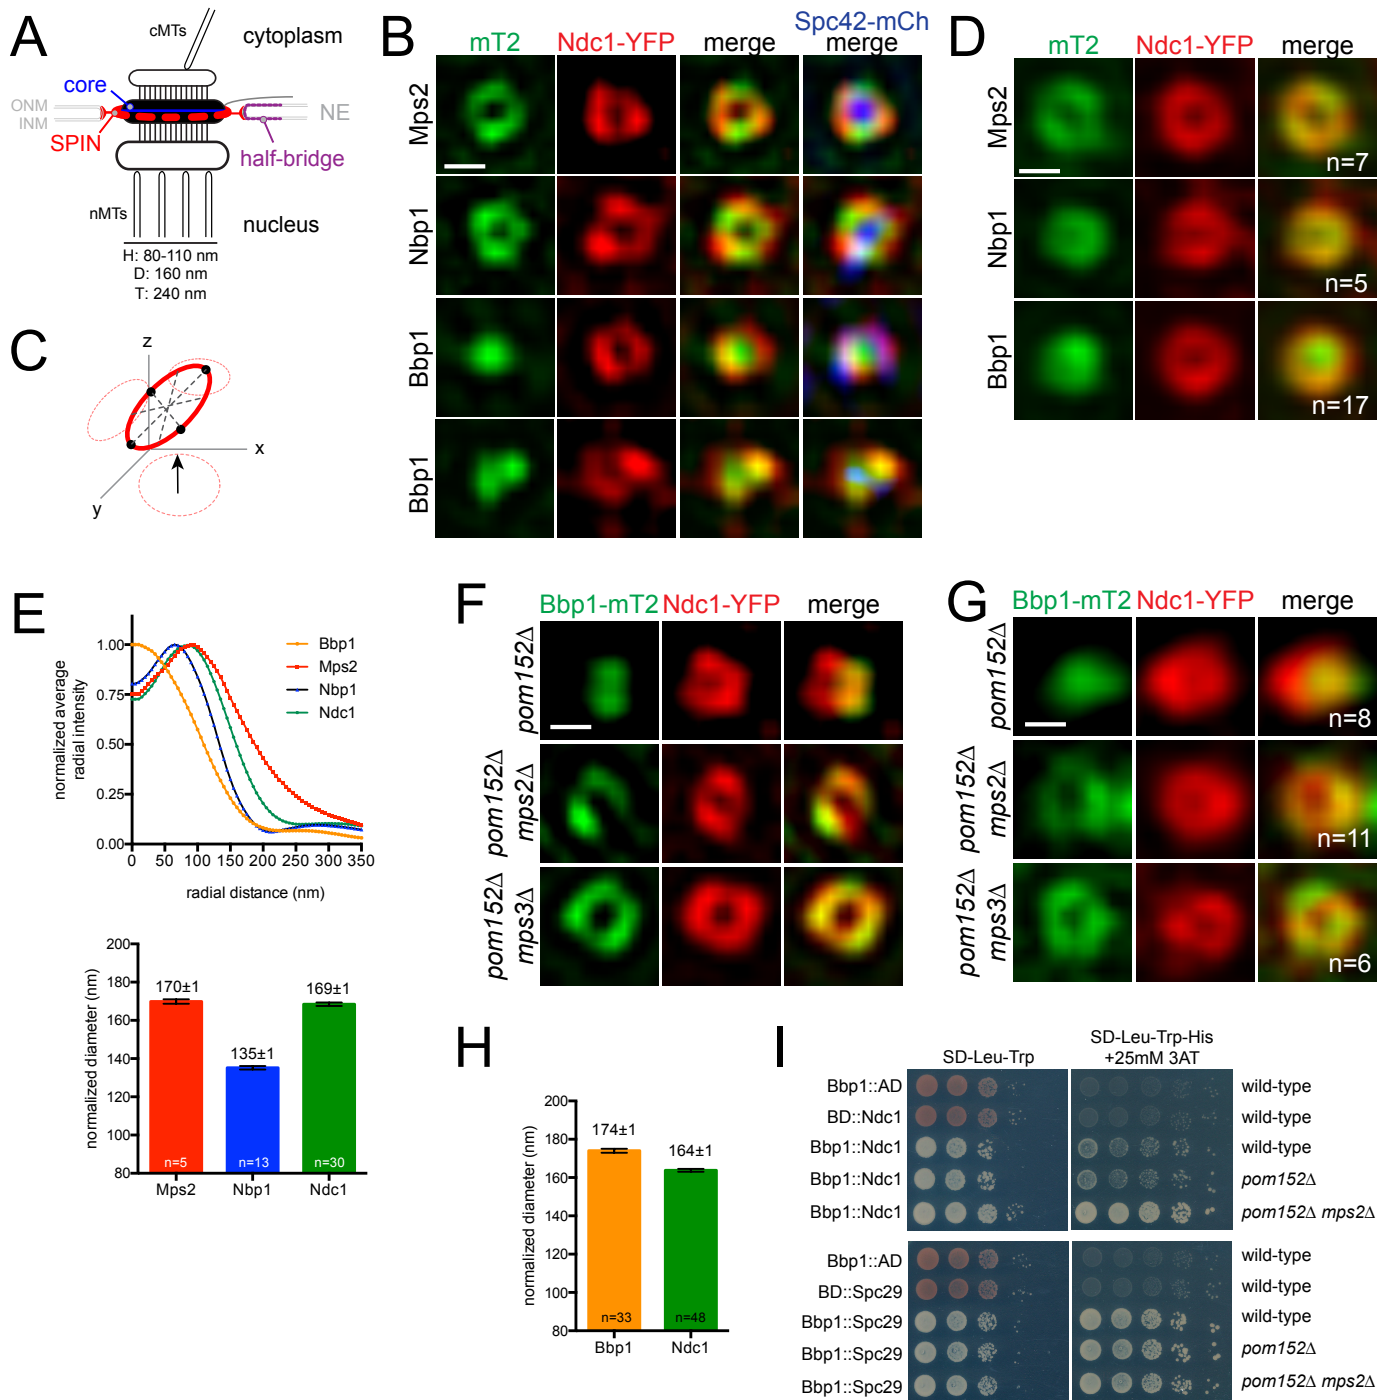 A
cMTs
cytoplasm
core
ONM
INM
NE
SPIN
half-bridge
nMTs
nucleus
H: 80-110 nm
D: 160 nm
T: 240 nm
B
Spc42-mCh
mT2 Ndc1-YFP merge merge
Mps2
Nbp1
Bbp1
Bbp1
C
z
x
y
D
mT2 Ndc1-YFP merge
Mps2
n=7
Nbp1
n=5
Bbp1
n=17
E
normalized average
radial intensity
1.00
0.75
0.50
0.25
0.00
0 50 100 150 200 250 300 350
radial distance (nm)
Bbp1
Mps2
Nbp1
Ndc1
normalized diameter (nm)
200
180
160
140
120
100
80
170±1
135±1
169±1
n=5 n=13 n=30
Mps2 Nbp1 Ndc1
F
Bbp1-mT2 Ndc1-YFP merge
pom152Δ
pom152Δ
mps2Δ
pom152Δ
mps3Δ
G
Bbp1-mT2 Ndc1-YFP merge
pom152Δ
n=8
pom152Δ
mps2Δ
n=11
pom152Δ
mps3Δ
n=6
H
normalized diameter (nm)
200
180
160
140
120
100
80
174±1
164±1
n=33 n=48
Bbp1 Ndc1
I
SD-Leu-Trp
SD-Leu-Trp-His
+25mM 3AT
Bbp1::AD wild-type
BD::Ndc1 wild-type
Bbp1::Ndc1 wild-type
Bbp1::Ndc1 pom152Δ
Bbp1::Ndc1 pom152Δ mps2Δ
Bbp1::AD wild-type
BD::Spc29 wild-type
Bbp1::Spc29 wild-type
Bbp1::Spc29 pom152Δ
Bbp1::Spc29 pom152Δ mps2Δ